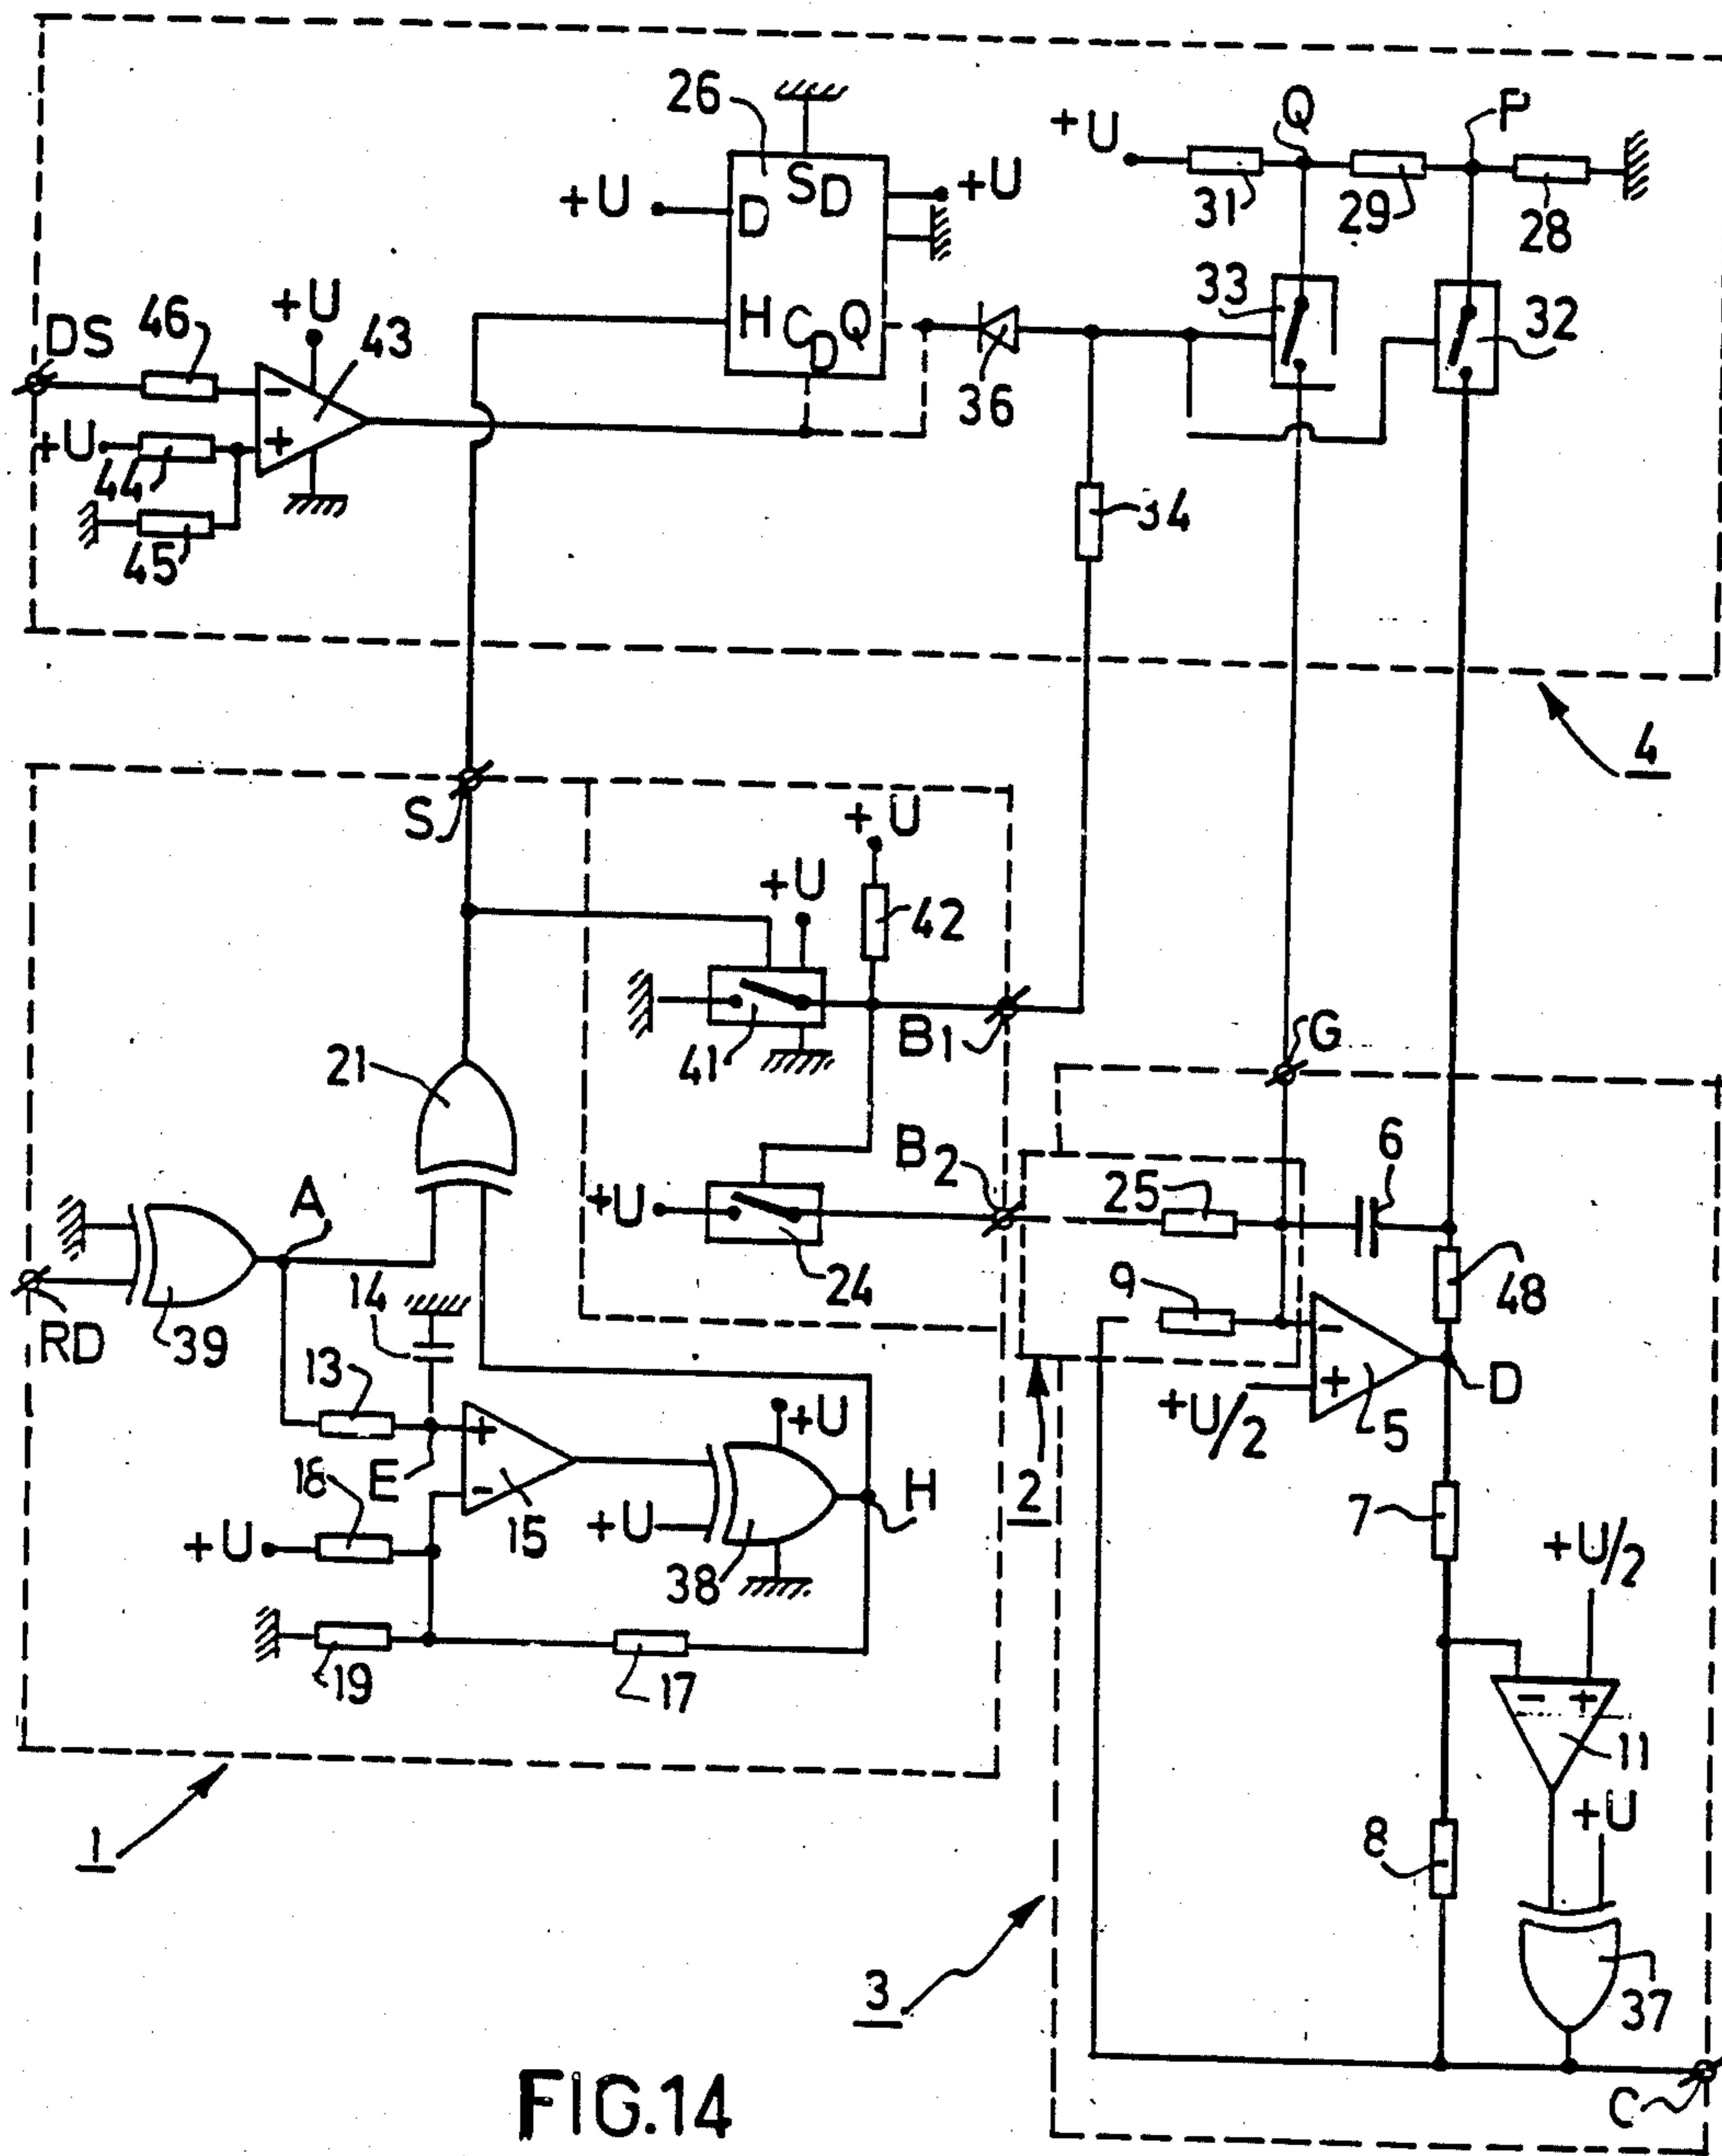 26
+U
Q
P
+U
D
S
D
+U
31
29
28
DS
46
+U
43
H
C
D
Q
33
32
-
+
+U
44
45
36
34
4
S
+U
+U
42
41
B1
G
21
B2
6
A
+U
25
24
9
48
RD
39
14
13
-
+
D
+U/2
5
+
-
15
E
+U
18
+U
38
H
2
7
+U/2
19
17
-
+
11
+U
1
8
3
37
C
FIG.14